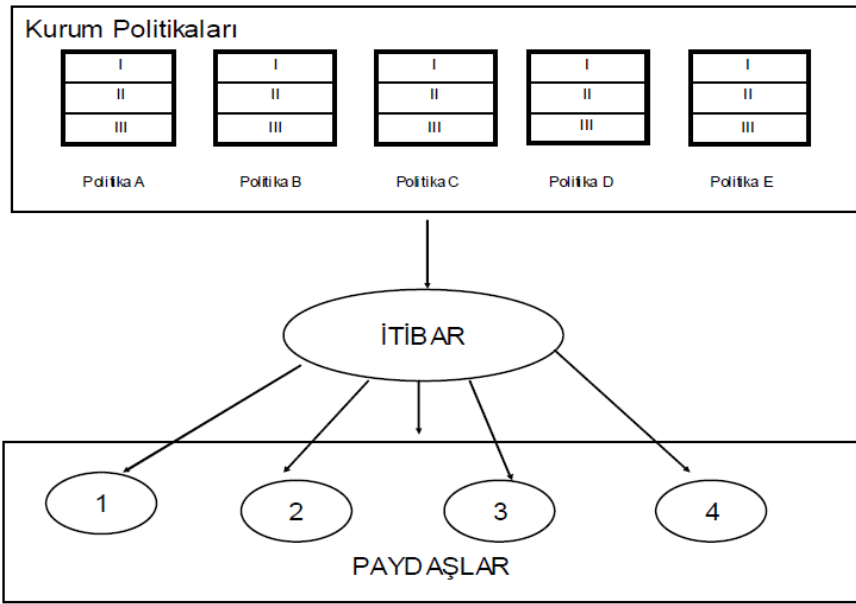 Kurum Politikaları
I I I I I
II II II II II
III III III III III
Politika A Politika B Politika C Politika D Politika E
İTİBAR
1 2 3 4
PAYDAŞLAR